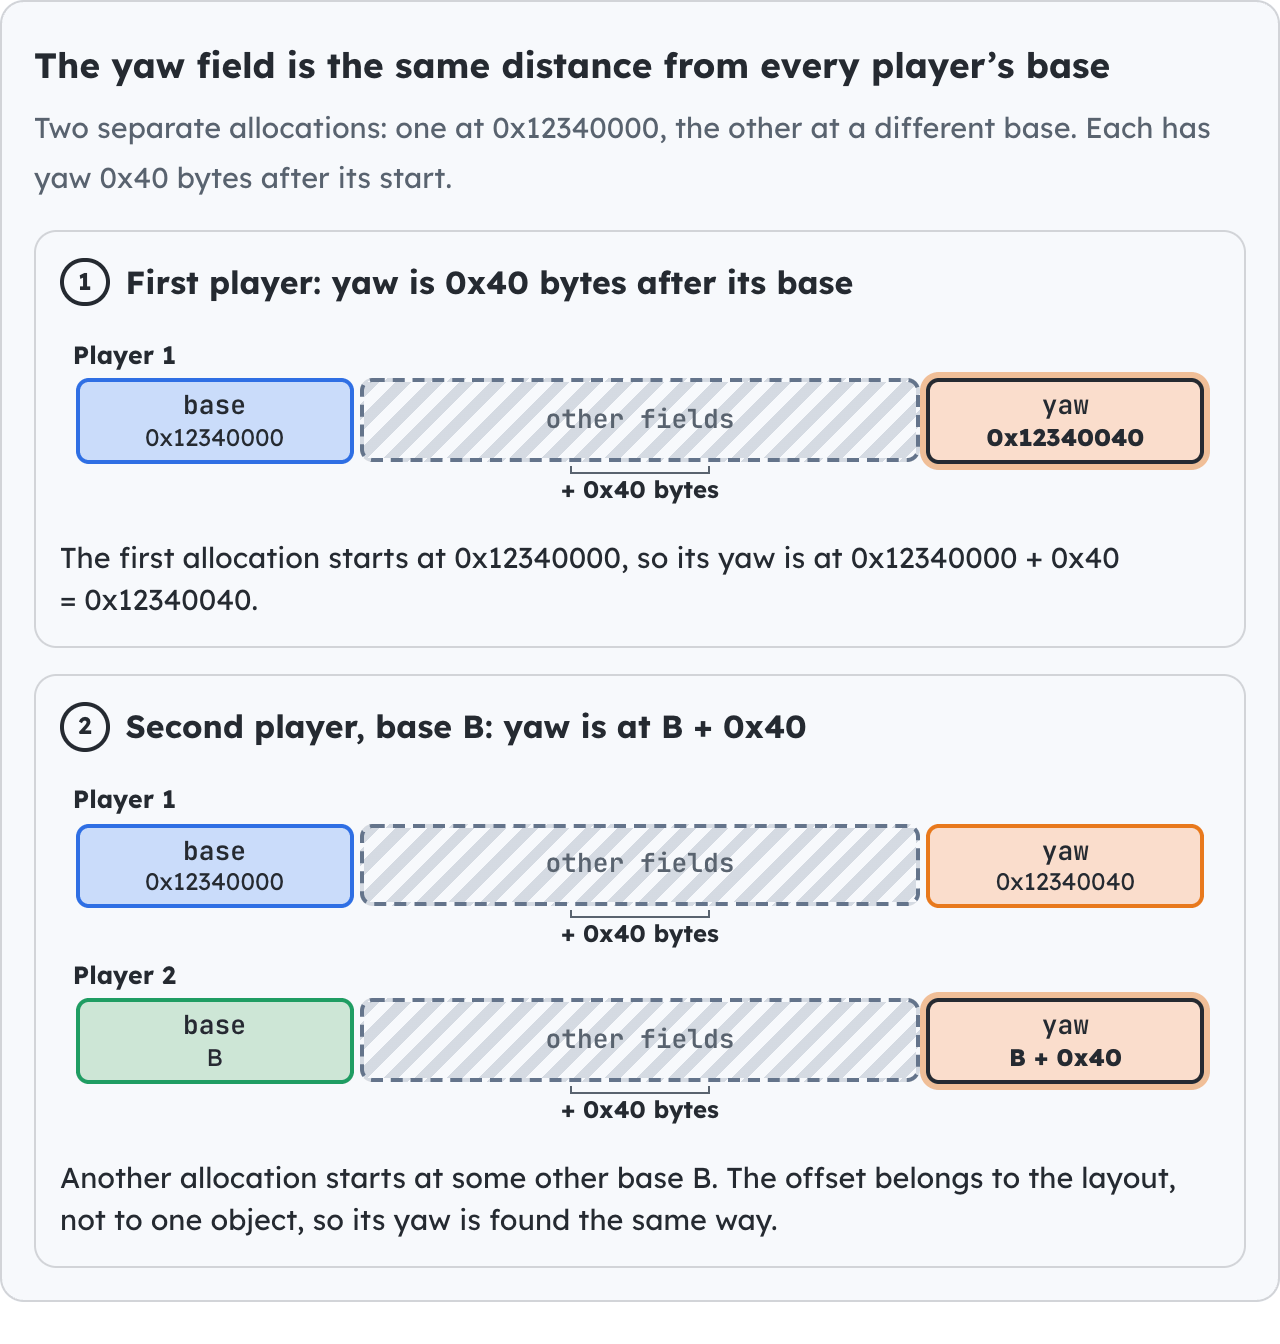 The yaw field is the same distance from every player’s base
Two separate allocations: one at 0x12340000, the other at a different base. Each has
yaw 0x40 bytes after its start.
1 First player: yaw is 0x40 bytes after its base
Player 1
base other fields yaw
0x12340000 0x12340040
+ 0x40 bytes
The first allocation starts at 0x12340000, so its yaw is at 0x12340000 + 0x40
= 0x12340040.
2 Second player, base B: yaw is at B + 0x40
Player 1
base other fields yaw
0x12340000 0x12340040
+ 0x40 bytes
Player 2
base other fields yaw
B B + 0x40
+ 0x40 bytes
Another allocation starts at some other base B. The offset belongs to the layout,
not to one object, so its yaw is found the same way.